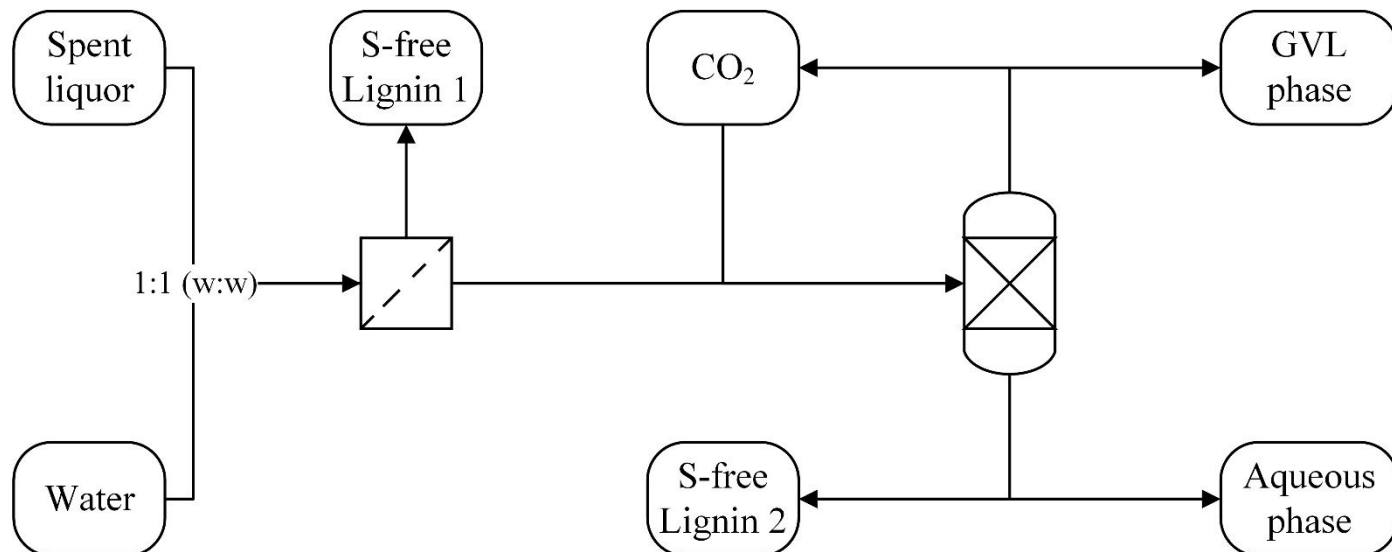 Spent
liquor
S-free
Lignin 1
CO₂
GVL
phase
1:1 (w:w)
Water
S-free
Lignin 2
Aqueous
phase